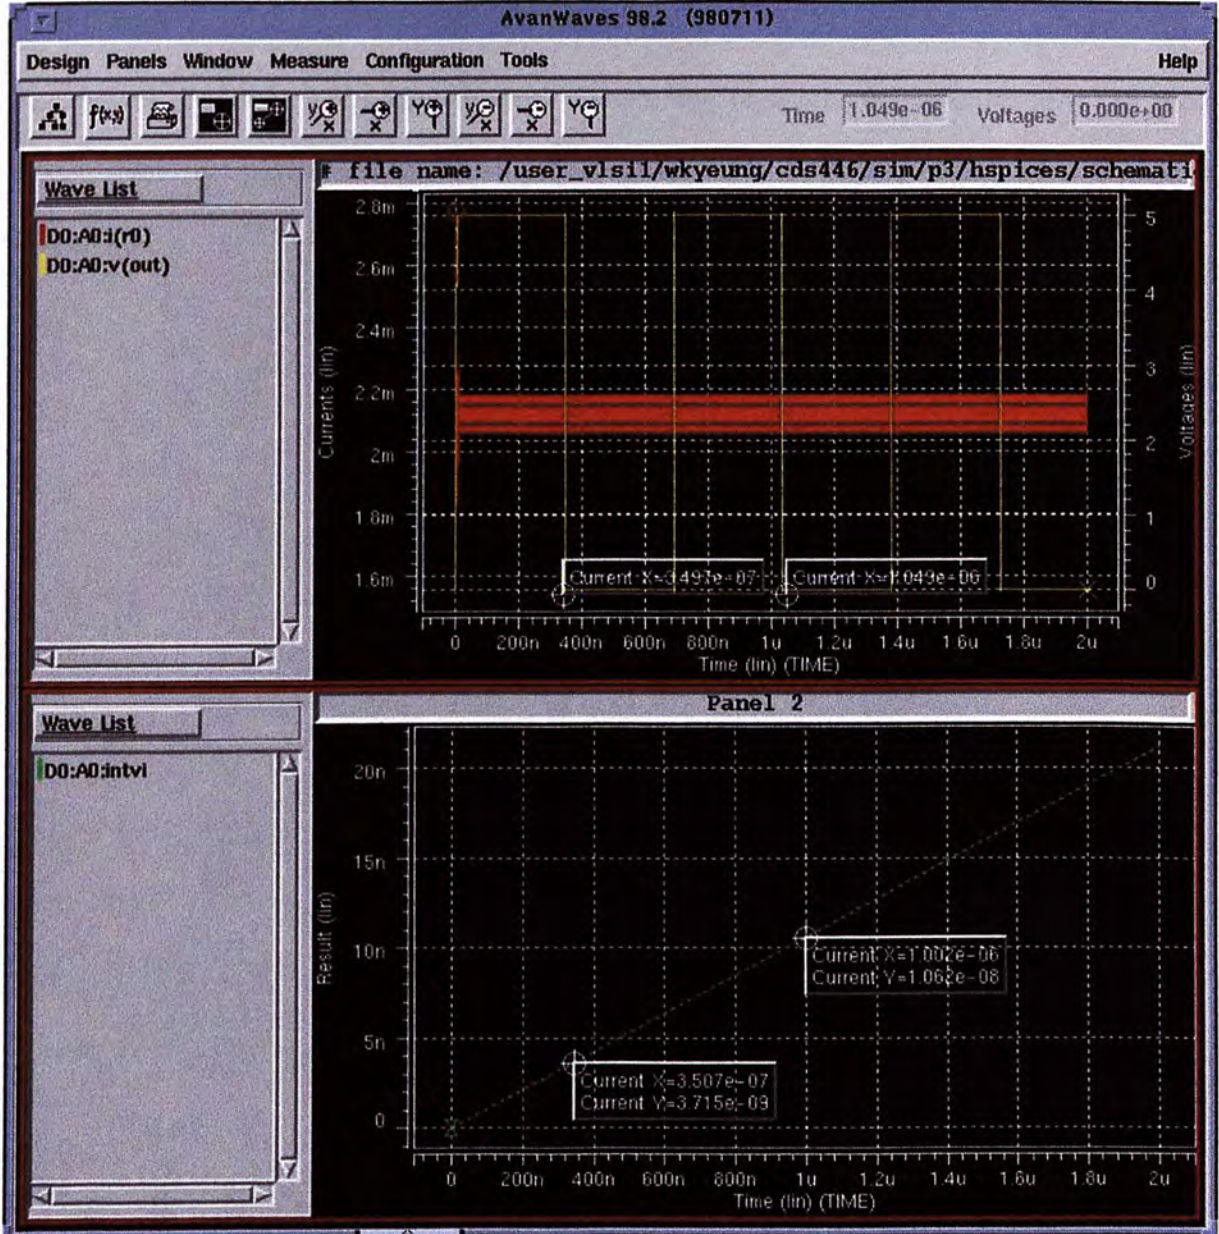 AvanWaves 98.2 (980711)
Design Panels Window Measure Configuration Tools Help
f(x,y) Time 1.049e-06 Voltages 0.000e+00
Wave List
D0:A0:i(r0)
D0:A0:v(out)
# file name: /user_vlsi1/wkyeung/cds446/sim/p3/hspices/schemati
2.8m
2.6m
2.4m
2.2m
2m
1.8m
1.6m
Currents (lin)
5
4
3
2
1
0
Voltages (lin)
Current X=3.497e-07
Current X=1.049e-06
0 200n 400n 600n 800n 1u 1.2u 1.4u 1.6u 1.8u 2u
Time (lin) (TIME)
Wave List
D0:A0:intvi
Panel 2
20n
15n
10n
5n
0
Result (lin)
Current X=1.002e-06
Current Y=1.062e-08
Current X=3.507e-07
Current Y=3.715e-09
0 200n 400n 600n 800n 1u 1.2u 1.4u 1.6u 1.8u 2u
Time (lin) (TIME)